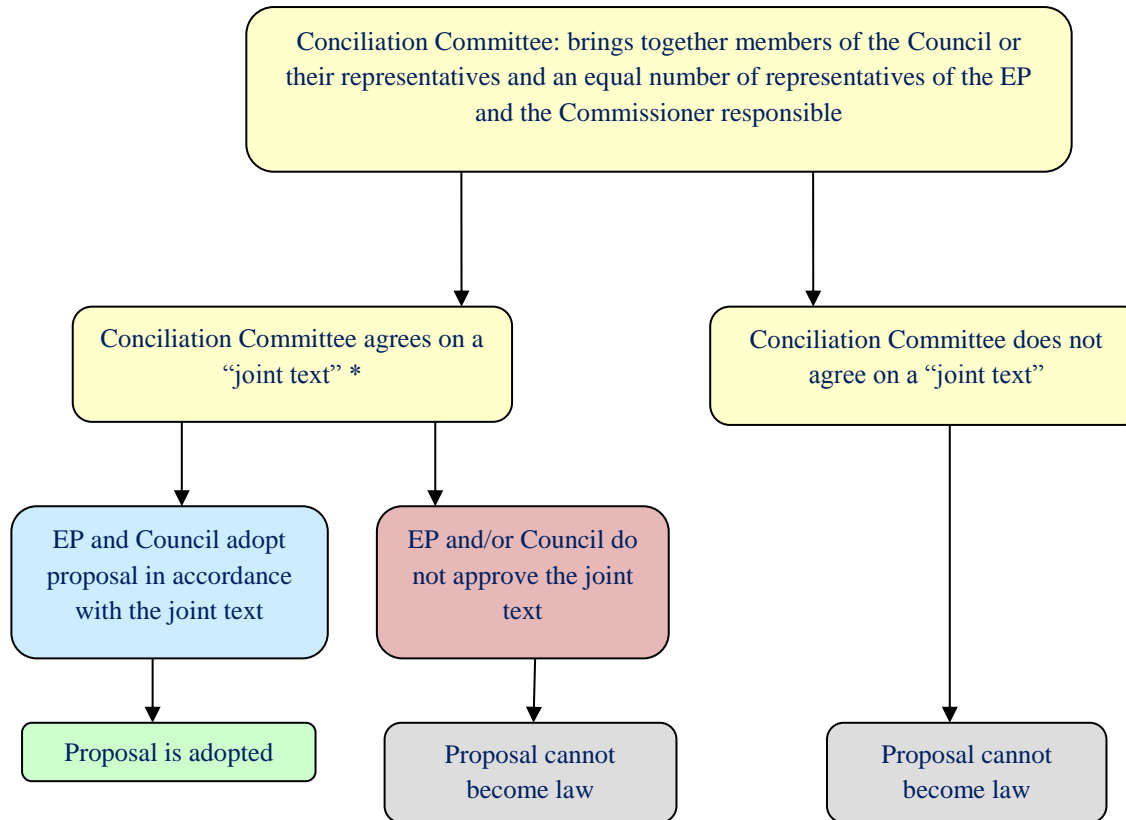 Conciliation Committee: brings together members of the Council or
their representatives and an equal number of representatives of the EP
and the Commissioner responsible
Conciliation Committee agrees on a
“joint text” *
Conciliation Committee does not
agree on a “joint text”
EP and Council adopt
proposal in accordance
with the joint text
EP and/or Council do
not approve the joint
text
Proposal is adopted
Proposal cannot
become law
Proposal cannot
become law